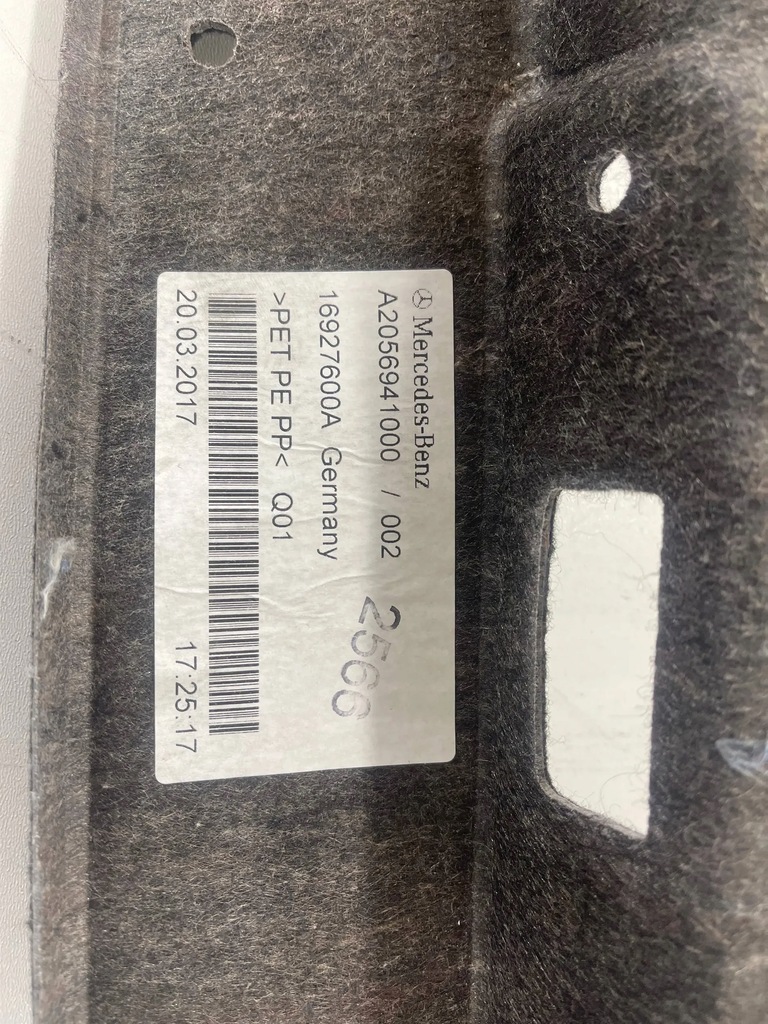 Mercedes-Benz
A2056941000 / 002
2566
16927600A Germany
>PET PE PP< Q01
20.03.2017 17:25:17